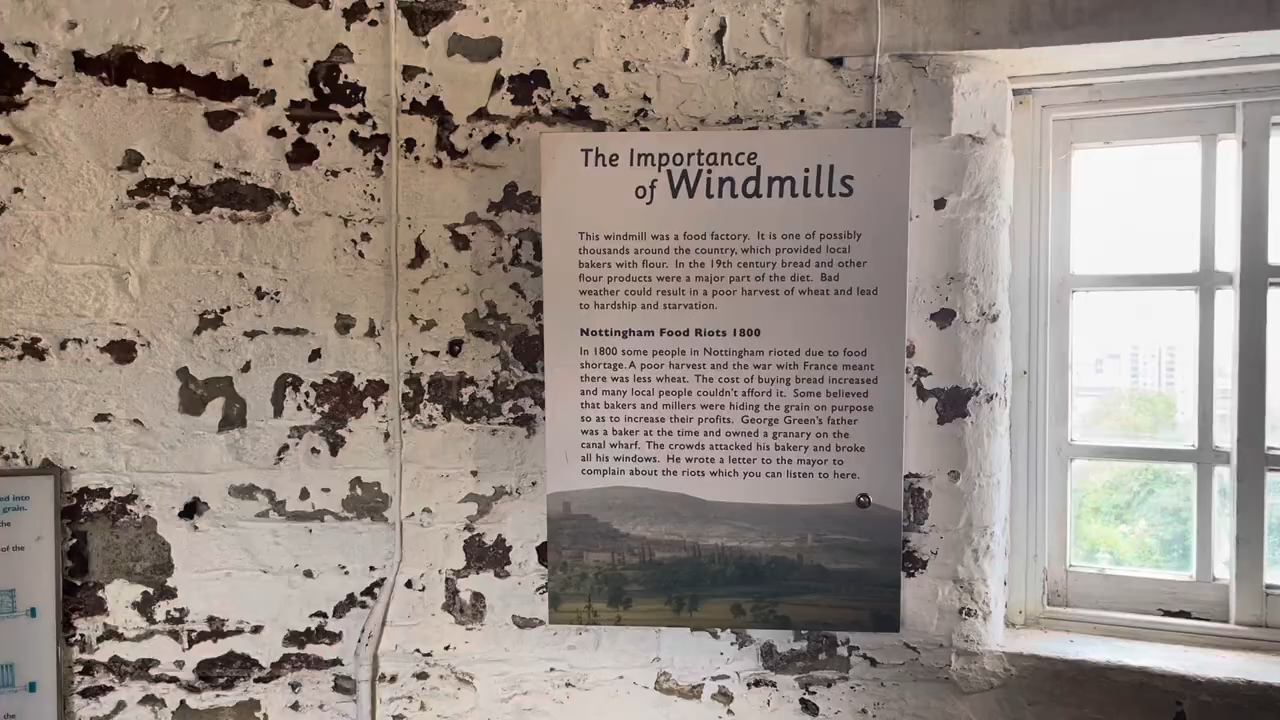 The Importance
of Windmills
This windmill was a food factory. It is one of possibly
thousands around the country, which provided local
bakers with flour. In the 19th century bread and other
flour products were a major part of the diet. Bad
weather could result in a poor harvest of wheat and lead
to hardship and starvation.
Nottingham Food Riots 1800
In 1800 some people in Nottingham rioted due to food
shortage. A poor harvest and the war with France meant
there was less wheat. The cost of buying bread increased
and many local people couldn't afford it. Some believed
that bakers and millers were hiding the grain on purpose
so as to increase their profits. George Green's father
was a baker at the time and owned a granary on the
canal wharf. The crowds attacked his bakery and broke
all his windows. He wrote a letter to the mayor to
complain about the riots which you can listen to here.
into
grain.
the
of the
the